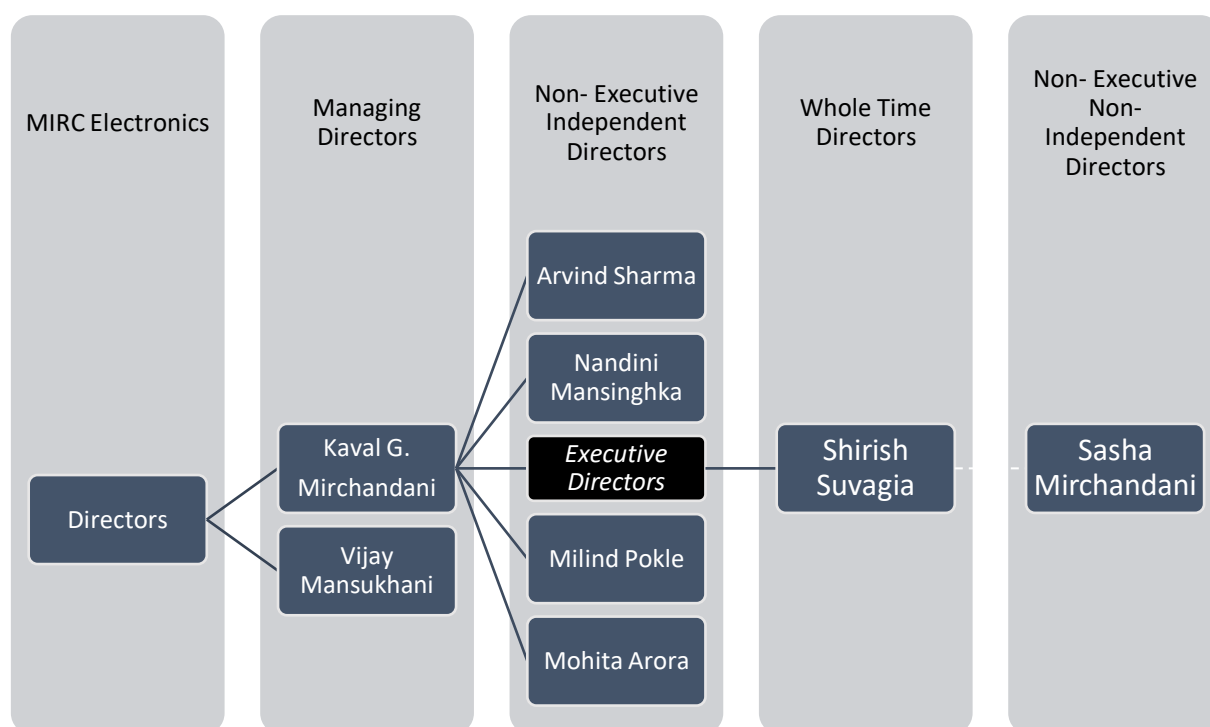 MIRC Electronics
Managing
Directors
Non- Executive
Independent
Directors
Whole Time
Directors
Non- Executive
Non-
Independent
Directors
Directors
Kaval G.
Mirchandani
Vijay
Mansukhani
Arvind Sharma
Nandini
Mansinghka
Executive
Directors
Milind Pokle
Mohita Arora
Shirish
Suvagia
Sasha
Mirchandani